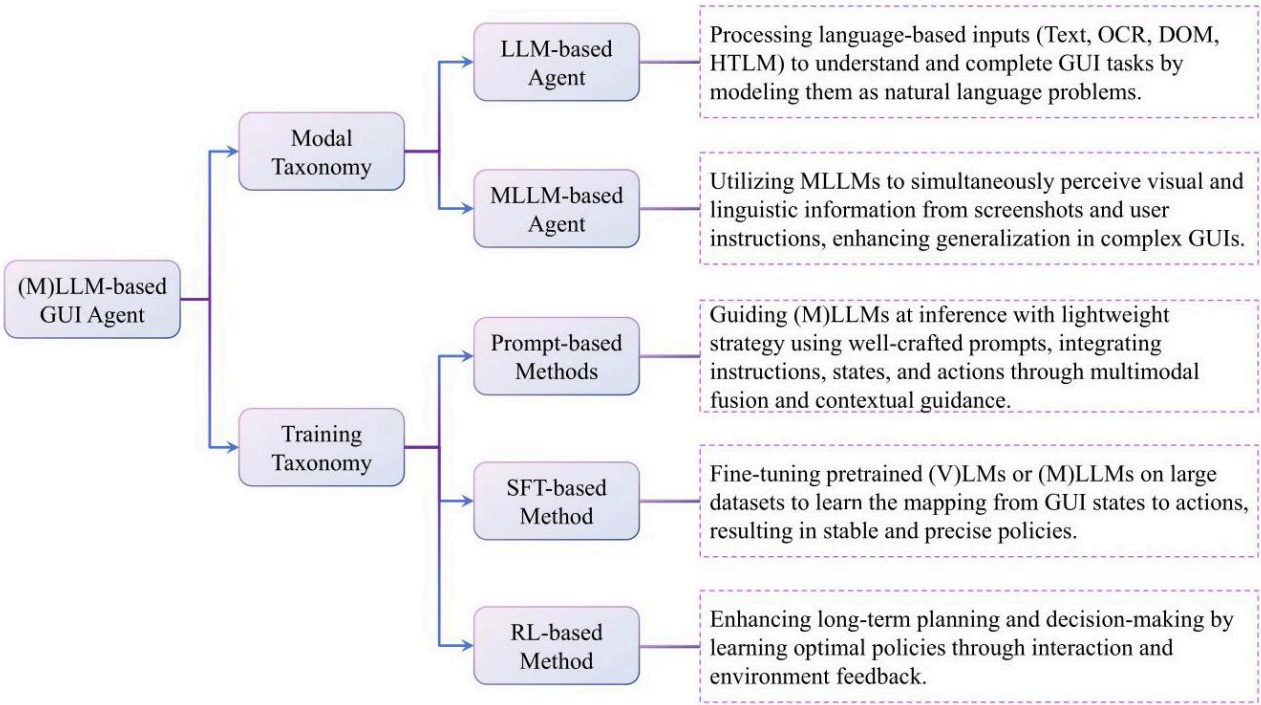 LLM-based
Agent
Processing language-based inputs (Text, OCR, DOM,
HTLM) to understand and complete GUI tasks by
modeling them as natural language problems.
Modal
Taxonomy
MLLM-based
Agent
Utilizing MLLMs to simultaneously perceive visual and
linguistic information from screenshots and user
instructions, enhancing generalization in complex GUIs.
(M)LLM-based
GUI Agent
Prompt-based
Methods
Guiding (M)LLMs at inference with lightweight
strategy using well-crafted prompts, integrating
instructions, states, and actions through multimodal
fusion and contextual guidance.
Training
Taxonomy
SFT-based
Method
Fine-tuning pretrained (V)LMs or (M)LLMs on large
datasets to learn the mapping from GUI states to actions,
resulting in stable and precise policies.
RL-based
Method
Enhancing long-term planning and decision-making by
learning optimal policies through interaction and
environment feedback.